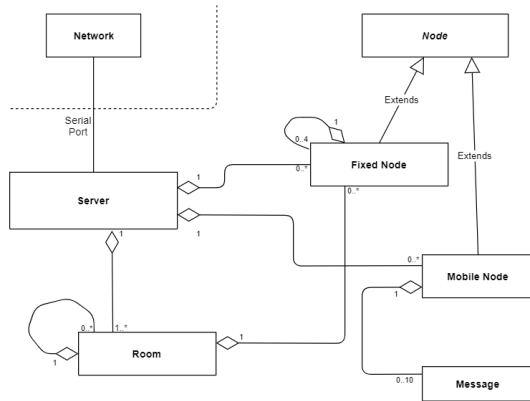 Network
Node
Serial
Port
Extends
1
0..4
Fixed Node
0..*
0..*
Extends
1
Server
1
1
0..*
Mobile Node
1
0..*
1..*
1
Room
1
0..10
Message